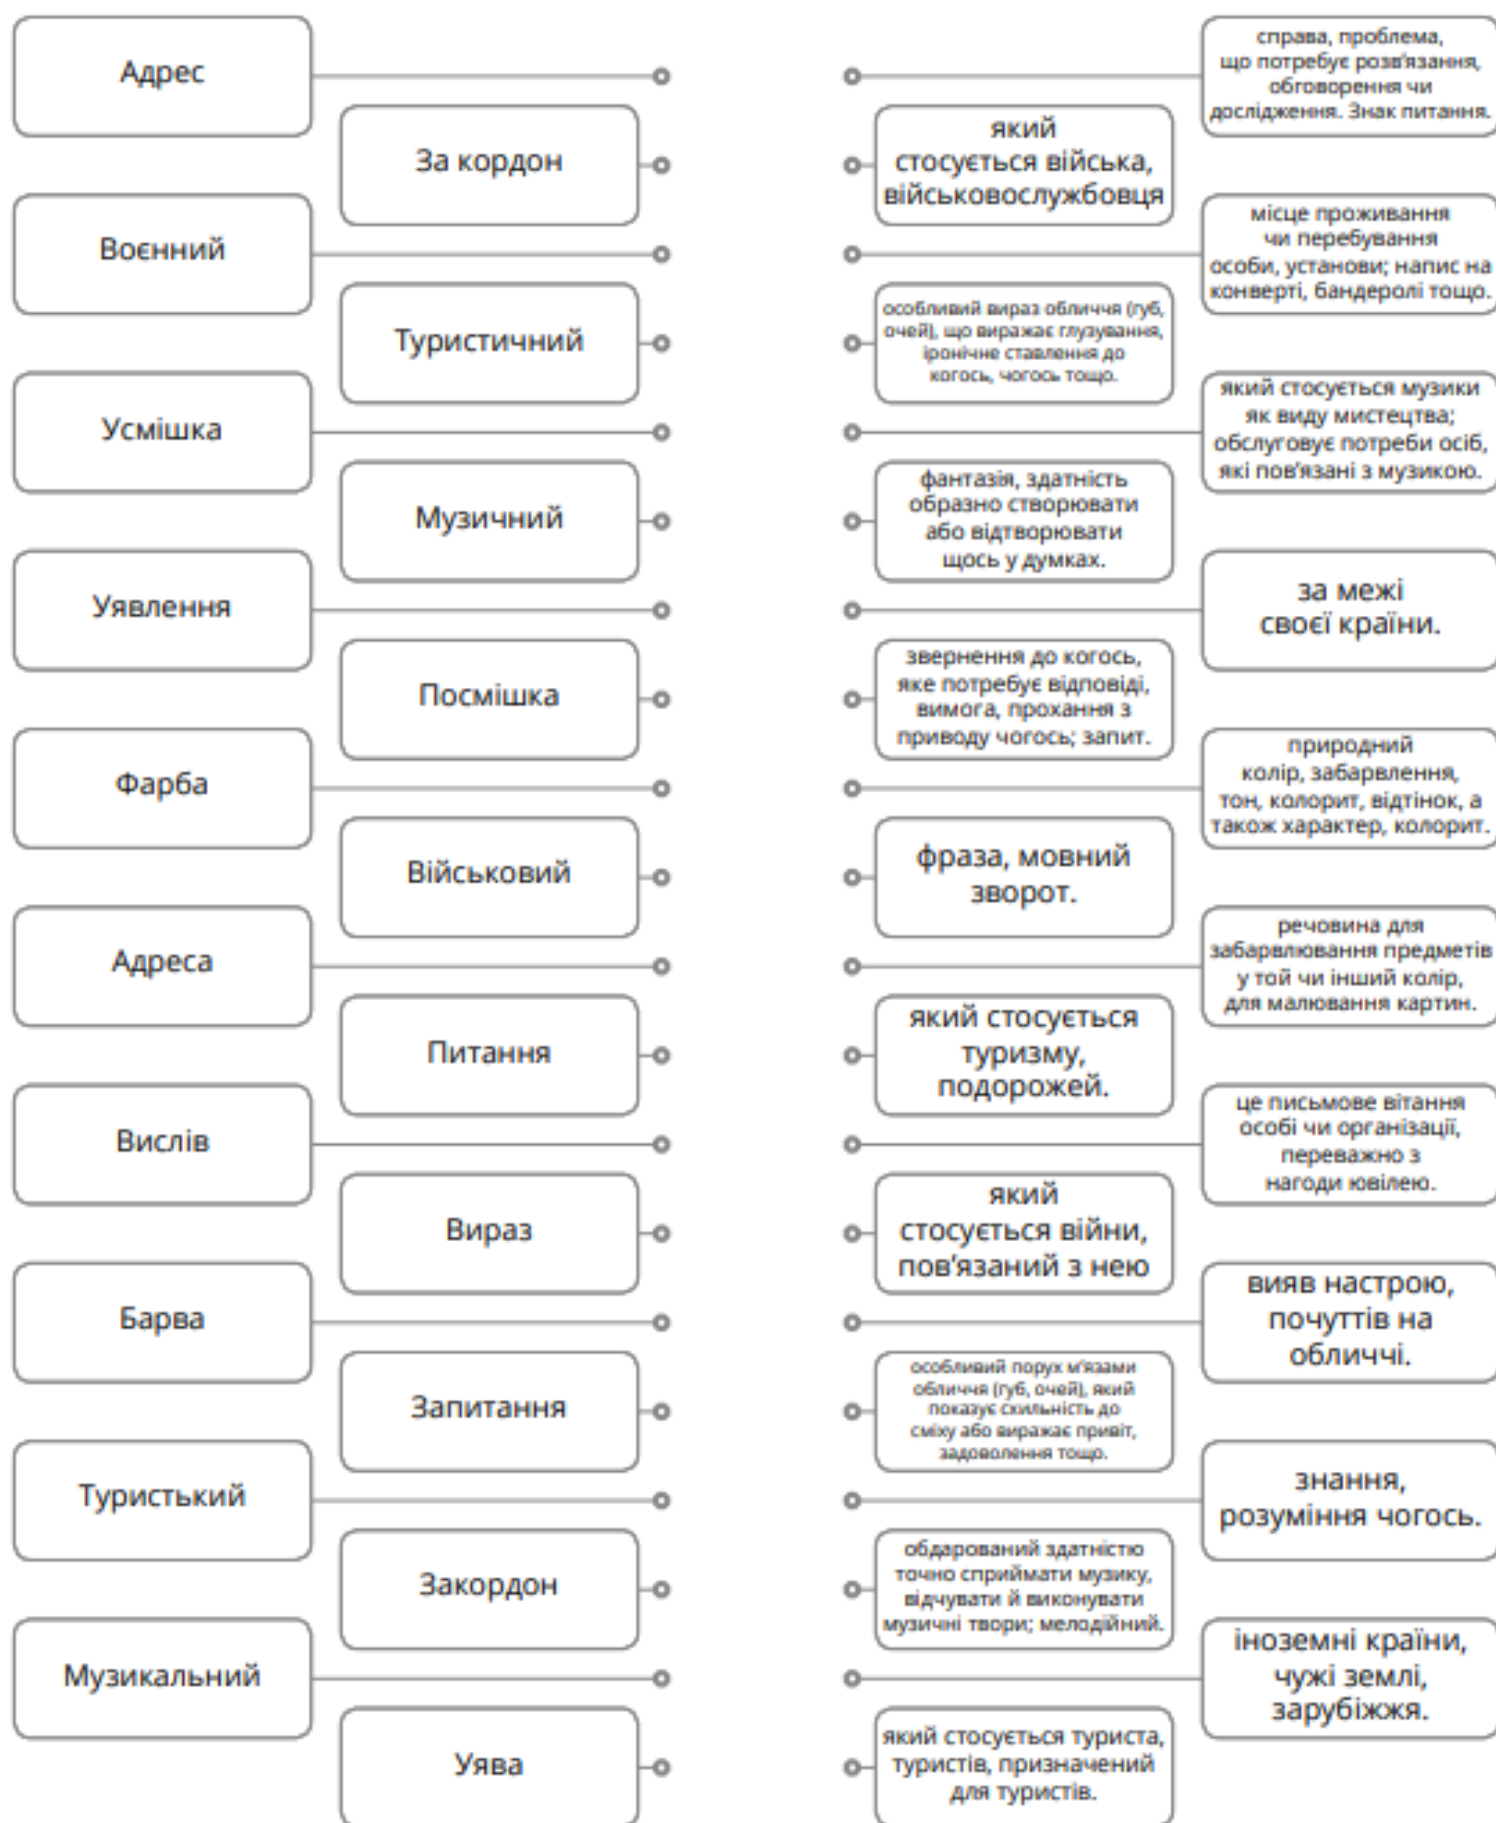 Адрес
За кордон
Воєнний
Туристичний
Усмішка
Музичний
Уявлення
Посмішка
Фарба
Військовий
Адреса
Питання
Вислів
Вираз
Барва
Запитання
Туристький
Закордон
Музикальний
Уява
справа, проблема,
що потребує розв'язання,
обговорення чи
дослідження. Знак питання.
який
стосується війська,
військовослужбовця
місце проживання
чи перебування
особи, установи; напис на
конверті, бандеролі тощо.
особливий вираз обличчя (губ,
очей), що виражає глузування,
іронічне ставлення до
когось, чогось тощо.
який стосується музики
як виду мистецтва;
обслуговує потреби осіб,
які пов'язані з музикою.
фантазія, здатність
образно створювати
або відтворювати
щось у думках.
за межі
своєї країни.
звернення до когось,
яке потребує відповіді,
вимога, прохання з
приводу чогось; запит.
природний
колір, забарвлення,
тон, колорит, відтінок, а
також характер, колорит.
фраза, мовний
зворот.
речовина для
забарвлювання предметів
у той чи інший колір,
для малювання картин.
який стосується
туризму,
подорожей.
це письмове вітання
особі чи організації,
переважно з
нагоди ювілею.
який
стосується війни,
пов'язаний з нею
вияв настрою,
почуттів на
обличчі.
особливий порух м'язами
обличчя (губ, очей), який
показує схильність до
сміху або виражає привіт,
задоволення тощо.
знання,
розуміння чогось.
обдарований здатністю
точно сприймати музику,
відчувати й виконувати
музичні твори; мелодійний.
іноземні країни,
чужі землі,
зарубіжжя.
який стосується туриста,
туристів, призначений
для туристів.